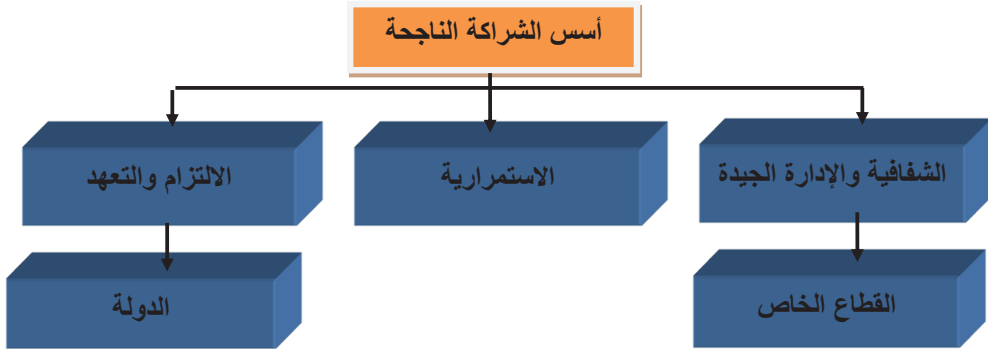 أسس الشراكة الناجحة
الشفافية والإدارة الجيدة
الاستمرارية
الالتزام والتعهد
القطاع الخاص
الدولة